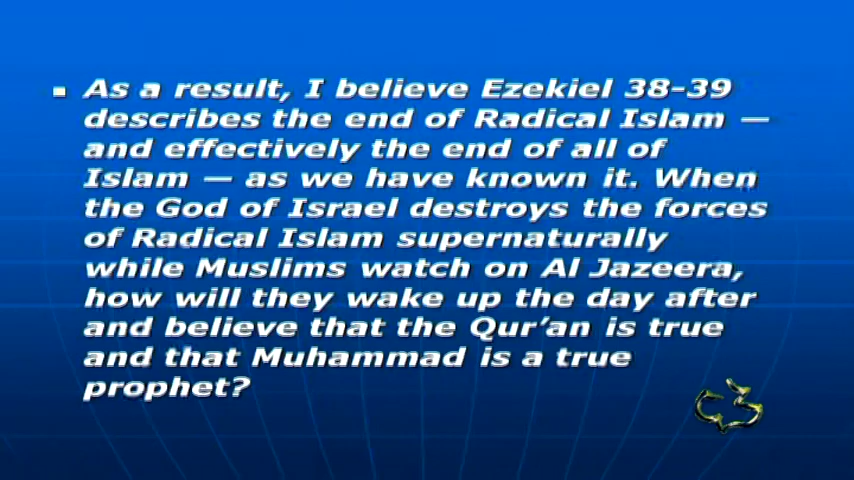 As a result, I believe Ezekiel 38-39
describes the end of Radical Islam —
and effectively the end of all of
Islam — as we have known it. When
the God of Israel destroys the forces
of Radical Islam supernaturally
while Muslims watch on Al Jazeera,
how will they wake up the day after
and believe that the Qur’an is true
and that Muhammad is a true
prophet?